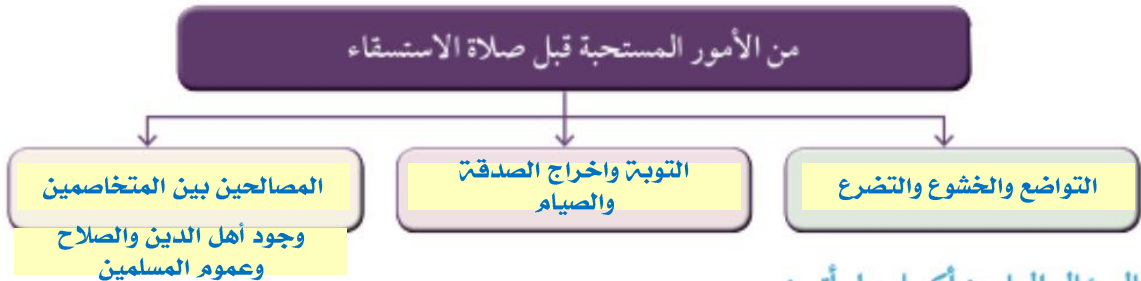 من الأمور المستحبة قبل صلاة الاستسقاء
التواضع والخشوع والتضرع
التوبة واخراج الصدقة
والصيام
المصالحين بين المتخاصمين
وجود أهل الدين والصلاح
وعموم المسلمين